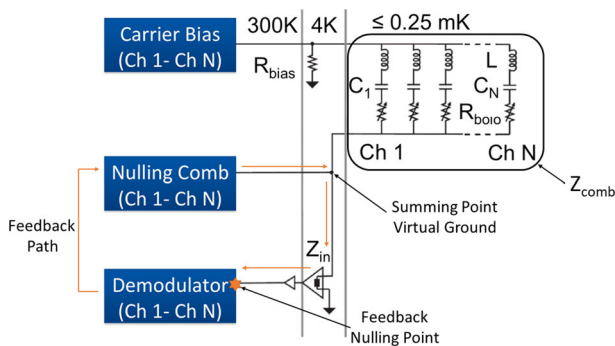 Carrier Bias
(Ch 1- Ch N)
300K
4K
≤ 0.25 mK
Rbias
L
C1
CN
Rbolo
Ch 1
Ch N
Zcomb
Nulling Comb
(Ch 1- Ch N)
Feedback
Path
Summing Point
Virtual Ground
Zin
Demodulator
(Ch 1- Ch N)
Feedback
Nulling Point